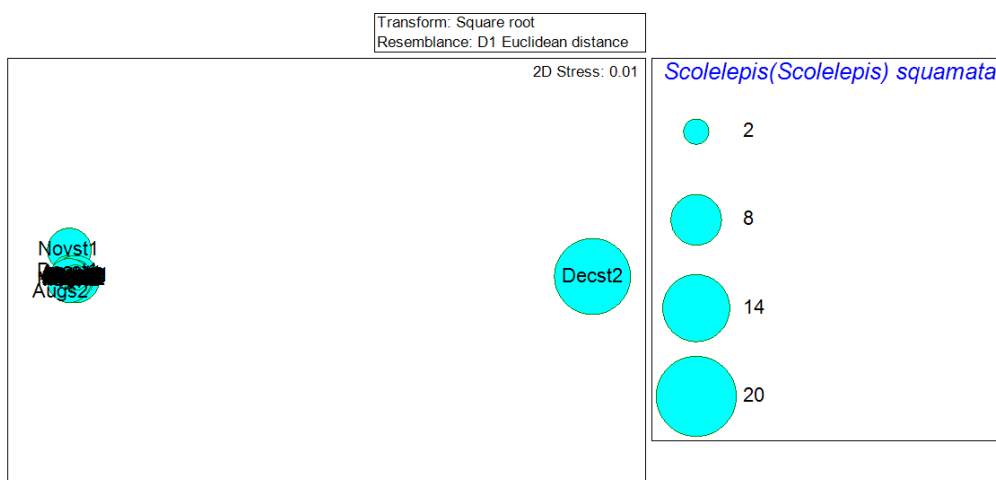 Transform: Square root
Resemblance: D1 Euclidean distance
2D Stress: 0.01
Scolelepis(Scolelepis) squamata
2
8
14
20
Novst1
Augs2
Decst2